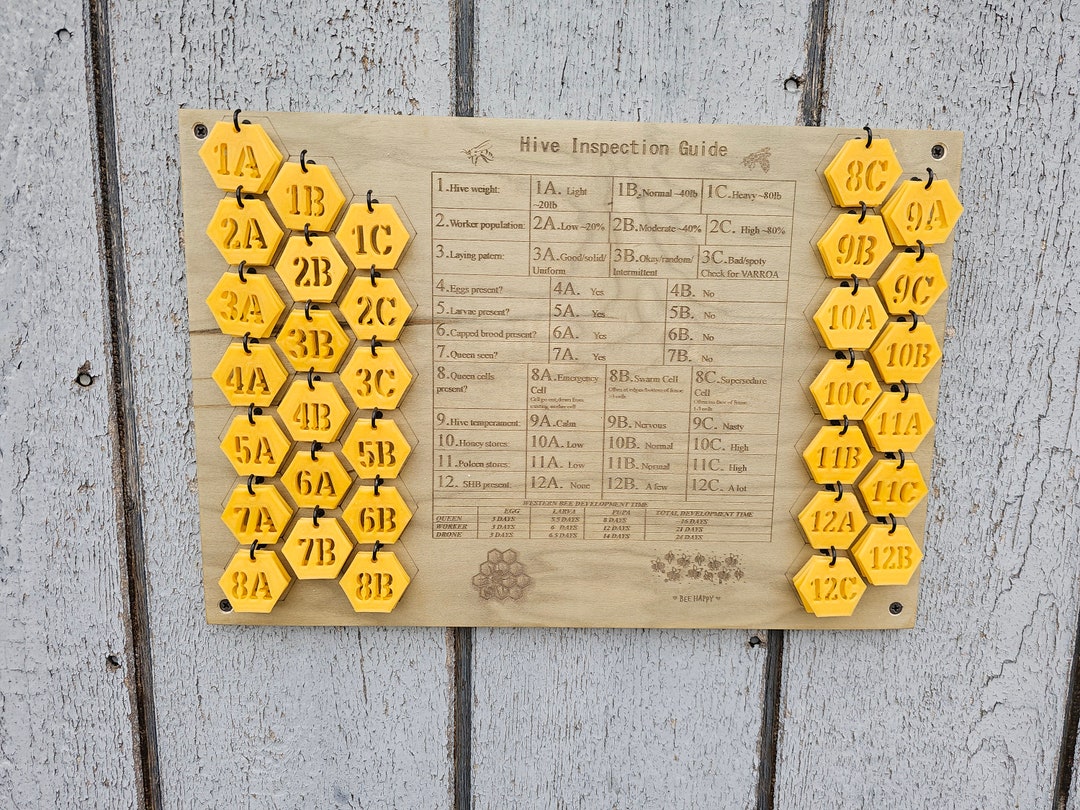 Hive Inspection Guide
1. Hive weight: 1A. Light ~20lb 1B. Normal ~40lb 1C. Heavy ~80lb
2. Worker population: 2A. Low ~20% 2B. Moderate ~40% 2C. High ~80%
3. Laying patern: 3A. Good/solid/ Uniform 3B. Okay/random/ Intermittent 3C. Bad/spoty Check for VARROA
4. Eggs present? 4A. Yes 4B. No
5. Larvae present? 5A. Yes 5B. No
6. Capped brood present? 6A. Yes 6B. No
7. Queen seen? 7A. Yes 7B. No
8. Queen cells present? 8A. Emergency Cell 8B. Swarm Cell 8C. Supersedure Cell
9. Hive temperament: 9A. Calm 9B. Nervous 9C. Nasty
10. Honey stores: 10A. Low 10B. Normal 10C. High
11. Poleen stores: 11A. Low 11B. Normal 11C. High
12. SHB present: 12A. None 12B. A few 12C. A lot
WESTERN BEE DEVELOPMENT TIME
EGG LARVA PUPA TOTAL DEVELOPMENT TIME
QUEEN 3 DAYS 5.5 DAYS 8 DAYS 16 DAYS
WORKER 3 DAYS 6 DAYS 12 DAYS 21 DAYS
DRONE 3 DAYS 6.5 DAYS 14 DAYS 24 DAYS
BEE HAPPY
1A
1B
1C
2A
2B
2C
3A
3B
3C
4A
4B
5B
5A
6A
6B
7A
7B
8A
8B
8C
9A
9B
9C
10A
10B
10C
11A
11B
11C
12A
12B
12C